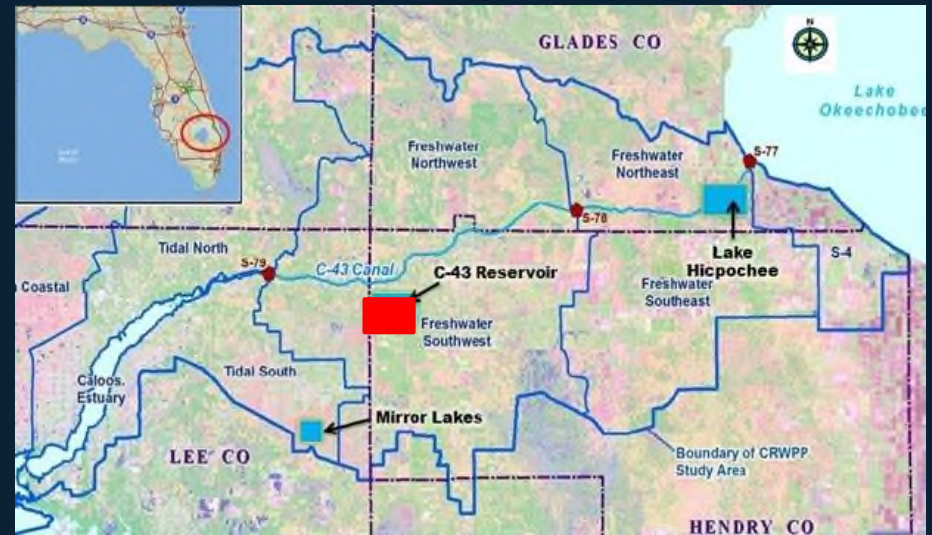 N
GLADES CO
Lake
Okeechobee
S-77
Freshwater
Northwest
Freshwater
Northeast
S-78
Tidal North
Lake
Hicpochee
S-4
S-79
C-43 Canal
C-43 Reservoir
Coastal
Freshwater
Southeast
Freshwater
Southwest
Tidal South
Caloos.
Estuary
Mirror Lakes
LEE CO
Boundary of CRWPP
Study Area
HENDRY CO